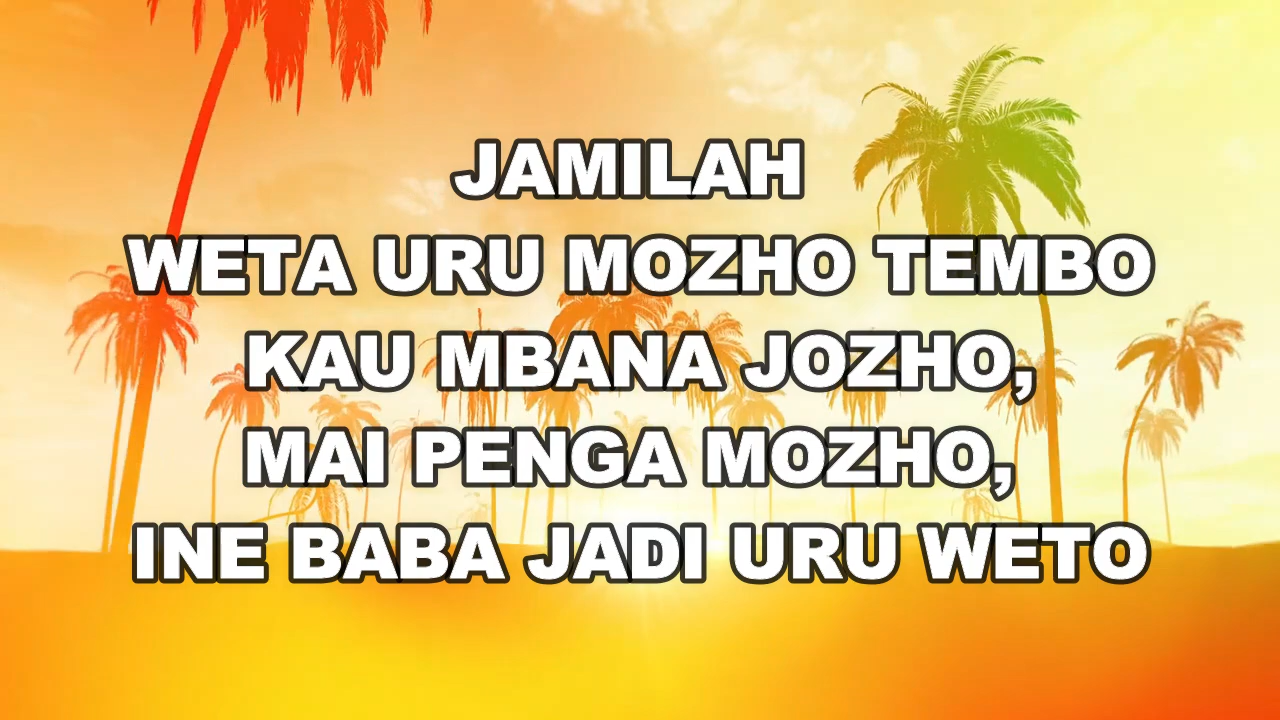 JAMILAH
WETA URU MOZHO TEMBO
KAU MBANA JOZHO,
MAI PENGA MOZHO,
INE BABA JADI URU WETO